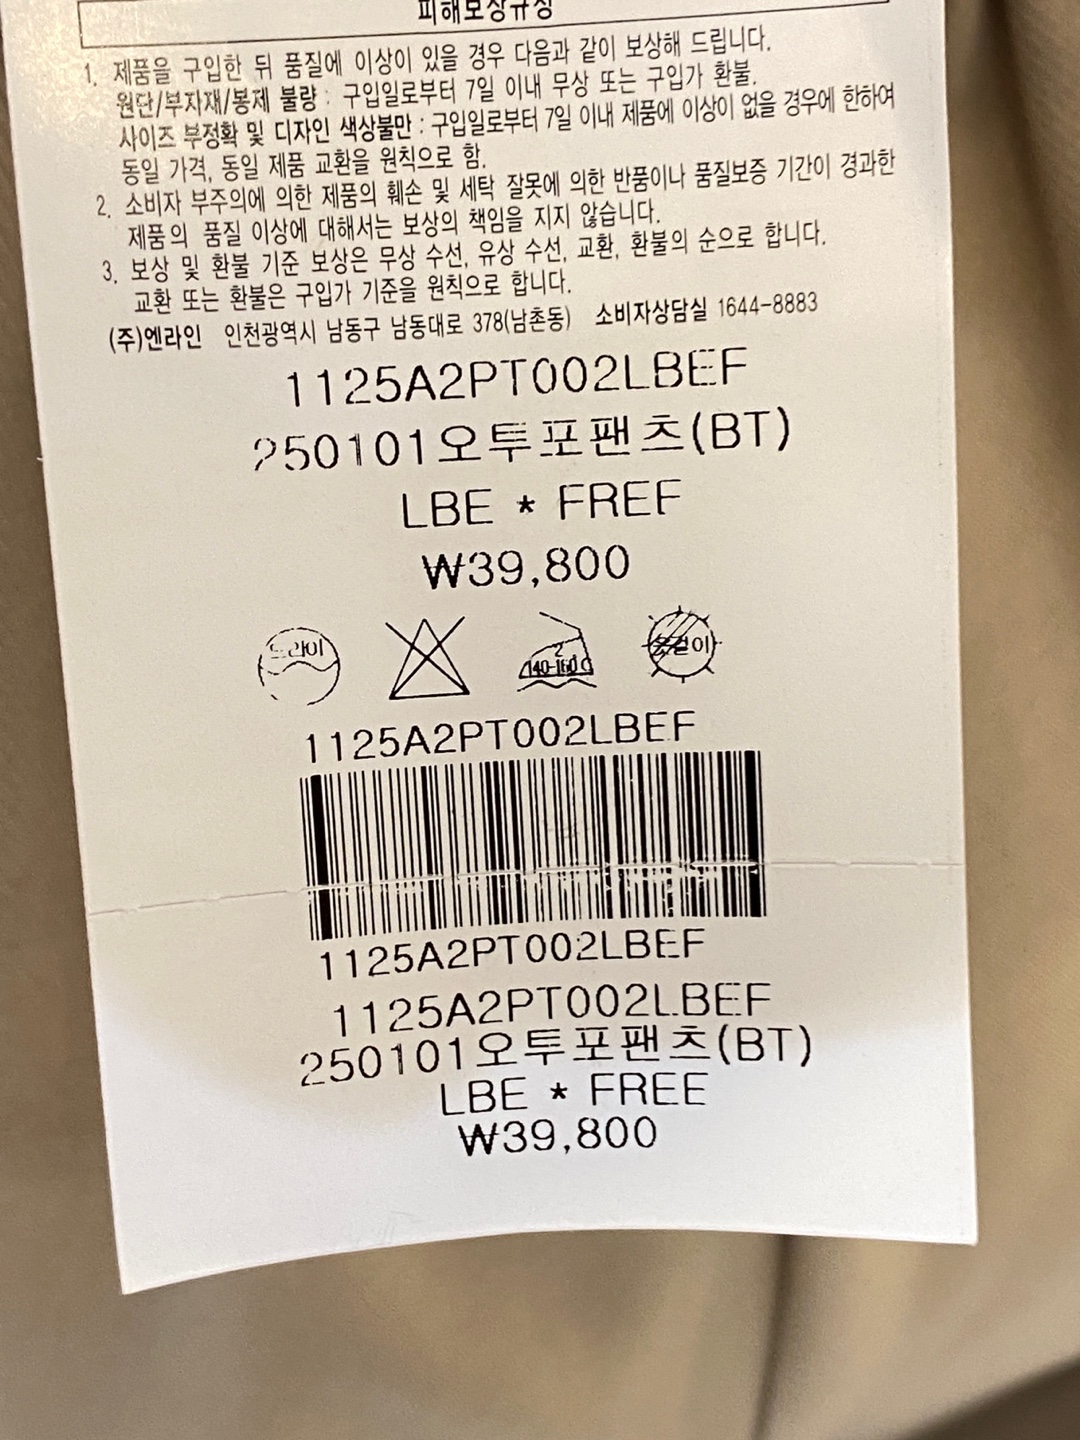 피해보상규정
1. 제품을 구입한 뒤 품질에 이상이 있을 경우 다음과 같이 보상해 드립니다.
원단/부자재/봉제 불량 : 구입일로부터 7일 이내 무상 또는 구입가 환불.
사이즈 부정확 및 디자인 색상불만 : 구입일로부터 7일 이내 제품에 이상이 없을 경우에 한하여
동일 가격, 동일 제품 교환을 원칙으로 함.
2. 소비자 부주의에 의한 제품의 훼손 및 세탁 잘못에 의한 반품이나 품질보증 기간이 경과한
제품의 품질 이상에 대해서는 보상의 책임을 지지 않습니다.
3. 보상 및 환불 기준 보상은 무상 수선, 유상 수선, 교환, 환불의 순으로 합니다.
교환 또는 환불은 구입가 기준을 원칙으로 합니다.
(주)엔라인 인천광역시 남동구 남동대로 378(남촌동) 소비자상담실 1644-8883
1125A2PT002LBEF
250101오투포팬츠(BT)
LBE * FREE
₩39,800
드라이 2 140-160°C 옷걸이
1125A2PT002LBEF
1125A2PT002LBEF
1125A2PT002LBEF
250101오투포팬츠(BT)
LBE * FREE
₩39,800